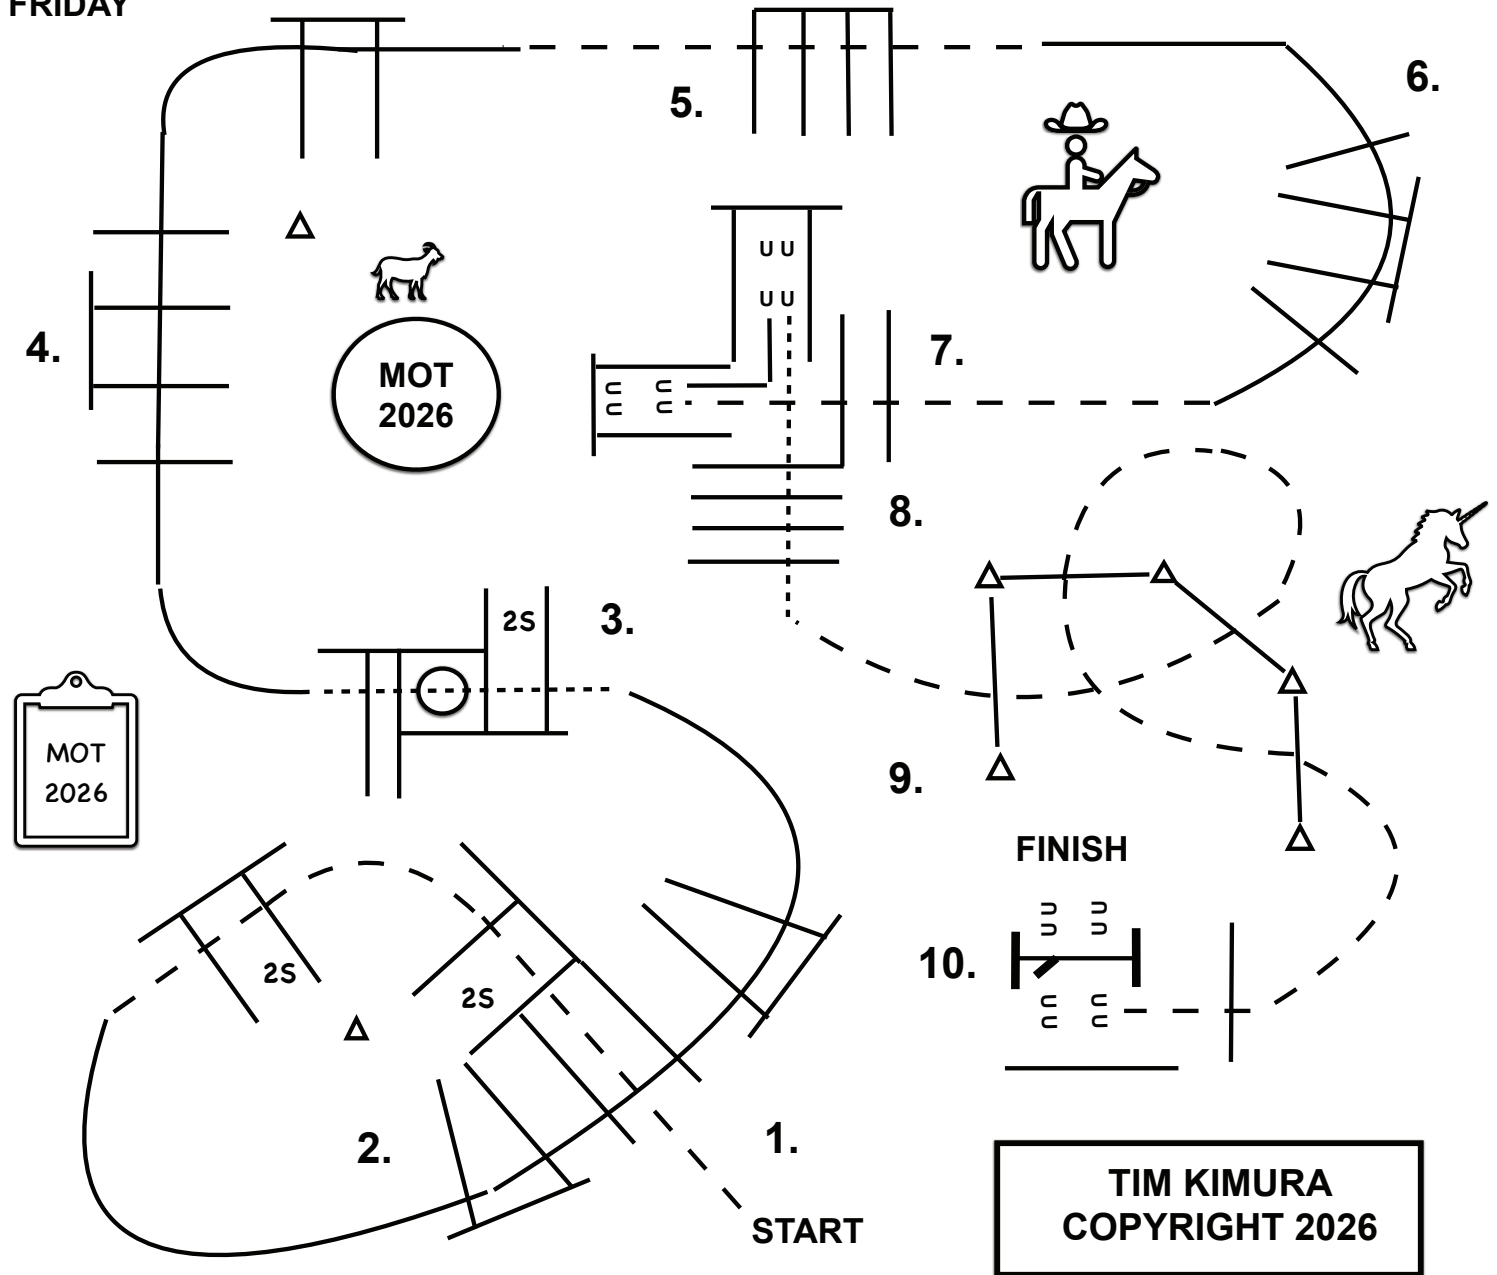 FRIDAY
5.
6.
4.
MOT
2026
U U
U U
7.
U U
U U
8.
3.
2S
MOT
2026
9.
FINISH
U U
U U
10.
U U
U U
2S
2S
2.
1.
START
TIM KIMURA
COPYRIGHT 2026